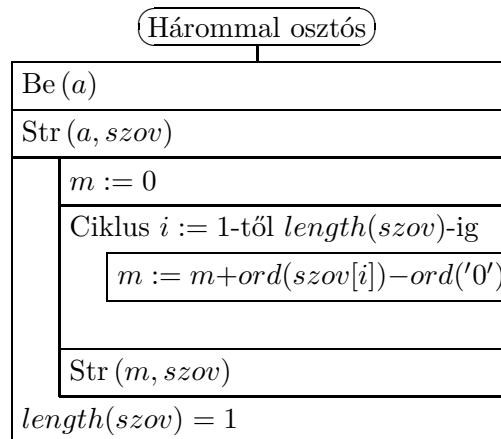 Hárommal osztós
Be (a)
Str (a, szov)
m := 0
Ciklus i := 1-től length(szov)-ig
m := m+ord(szov[i])−ord('0')
Str (m, szov)
length(szov) = 1